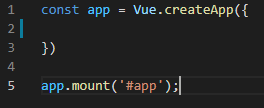 1 const app = Vue.createApp({
2
3 })
4
5 app.mount('#app');